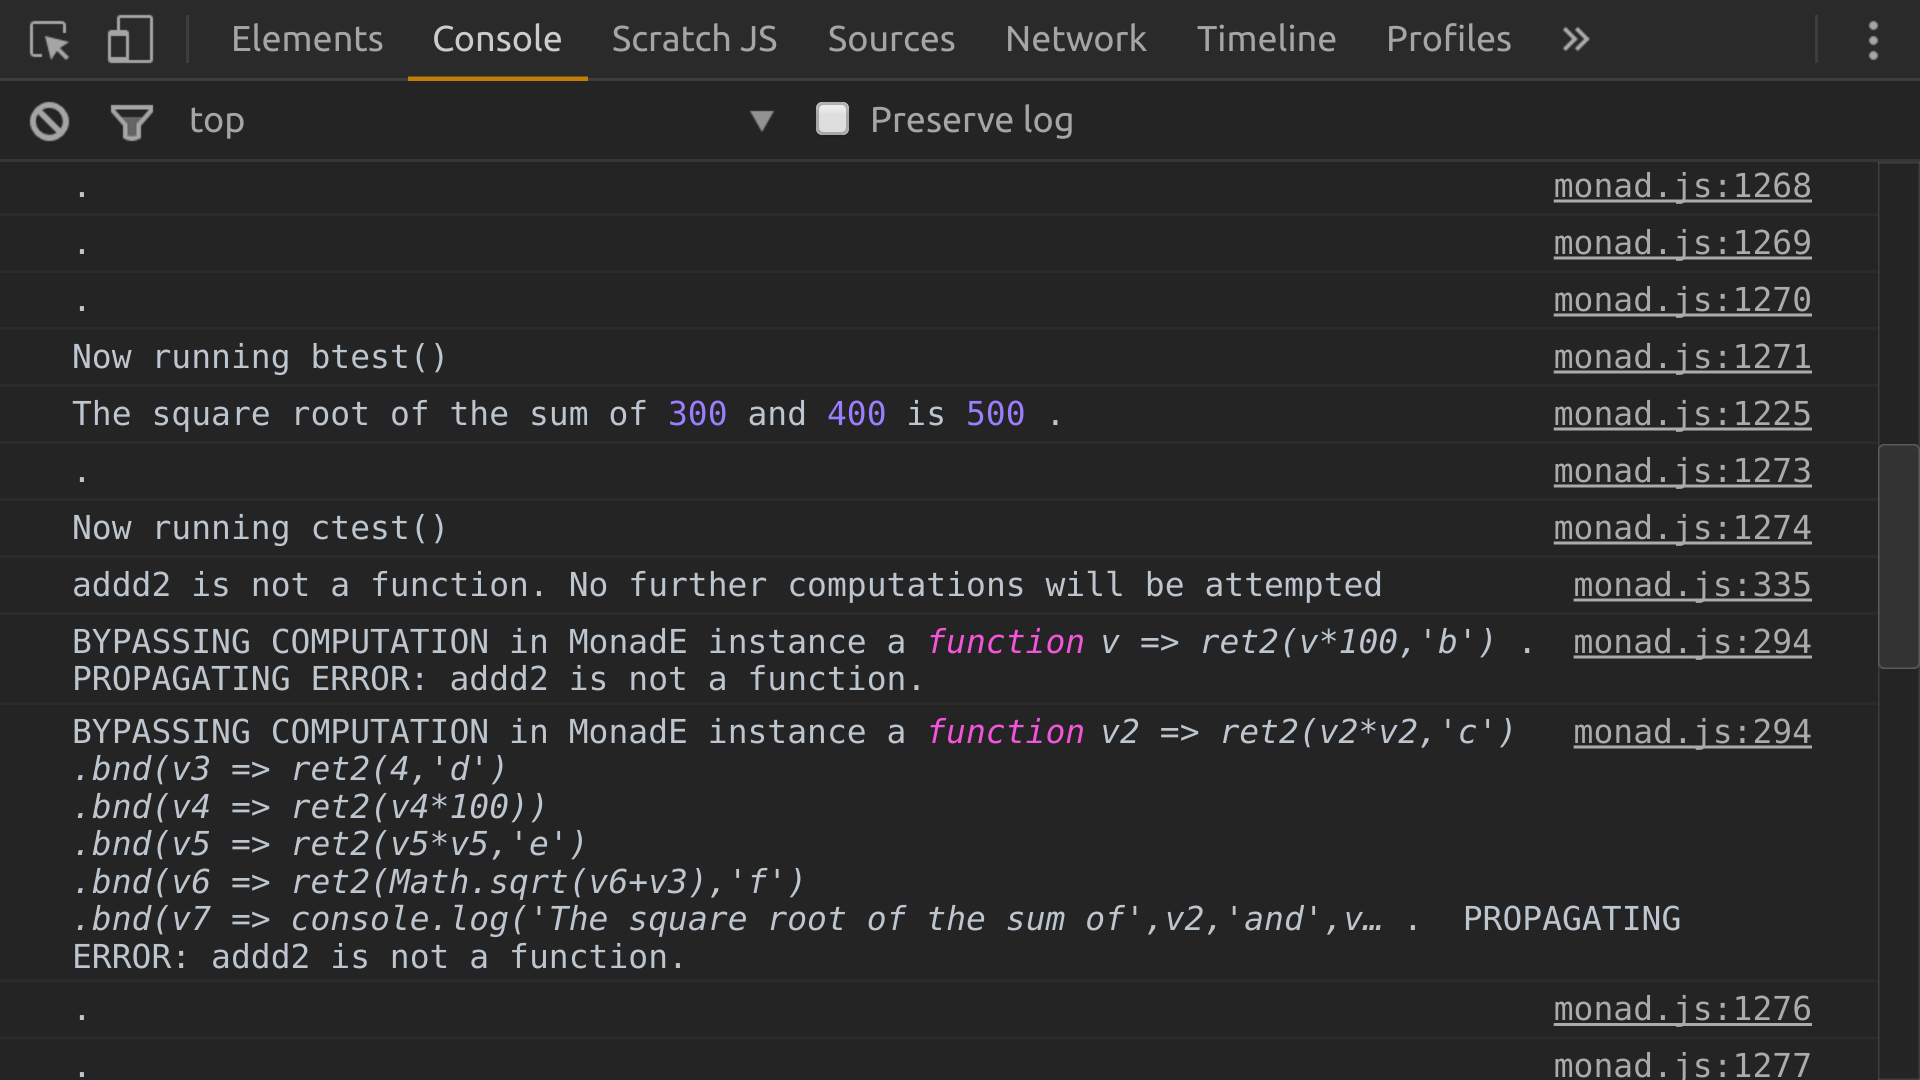 Elements Console Scratch JS Sources Network Timeline Profiles »
top ▼ Preserve log
. monad.js:1268
. monad.js:1269
. monad.js:1270
Now running btest() monad.js:1271
The square root of the sum of 300 and 400 is 500 . monad.js:1225
. monad.js:1273
Now running ctest() monad.js:1274
addd2 is not a function. No further computations will be attempted monad.js:335
BYPASSING COMPUTATION in MonadE instance a function v => ret2(v*100,'b') . monad.js:294
PROPAGATING ERROR: addd2 is not a function.
BYPASSING COMPUTATION in MonadE instance a function v2 => ret2(v2*v2,'c') monad.js:294
.bnd(v3 => ret2(4,'d')
.bnd(v4 => ret2(v4*100))
.bnd(v5 => ret2(v5*v5,'e')
.bnd(v6 => ret2(Math.sqrt(v6+v3),'f')
.bnd(v7 => console.log('The square root of the sum of',v2,'and',v… . PROPAGATING
ERROR: addd2 is not a function.
. monad.js:1276
. monad.js:1277